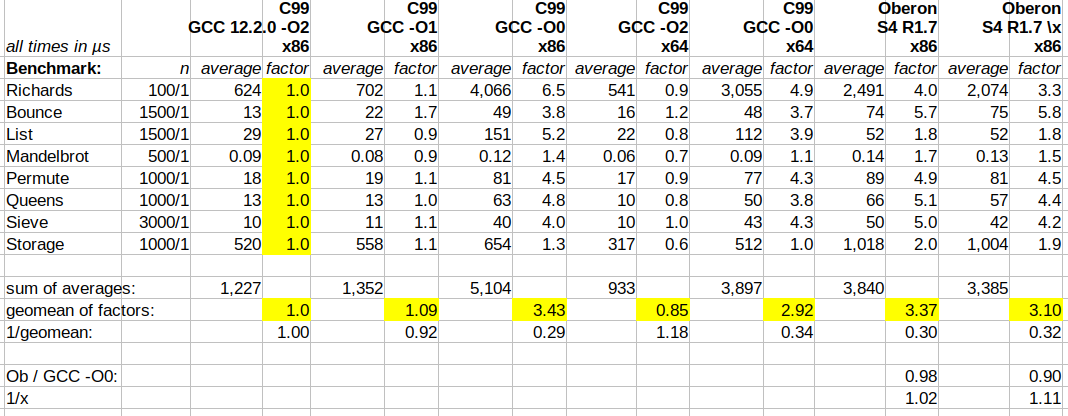 C99 C99 C99 C99 C99 Oberon Oberon
GCC 12.2.0 -O2 GCC -O1 GCC -O0 GCC -O2 GCC -O0 S4 R1.7 S4 R1.7 \x
all times in µs x86 x86 x86 x64 x64 x86 x86
Benchmark: n average factor average factor average factor average factor average factor average factor average factor
Richards 100/1 624 1.0 702 1.1 4,066 6.5 541 0.9 3,055 4.9 2,491 4.0 2,074 3.3
Bounce 1500/1 13 1.0 22 1.7 49 3.8 16 1.2 48 3.7 74 5.7 75 5.8
List 1500/1 29 1.0 27 0.9 151 5.2 22 0.8 112 3.9 52 1.8 52 1.8
Mandelbrot 500/1 0.09 1.0 0.08 0.9 0.12 1.4 0.06 0.7 0.09 1.1 0.14 1.7 0.13 1.5
Permute 1000/1 18 1.0 19 1.1 81 4.5 17 0.9 77 4.3 89 4.9 81 4.5
Queens 1000/1 13 1.0 13 1.0 63 4.8 10 0.8 50 3.8 66 5.1 57 4.4
Sieve 3000/1 10 1.0 11 1.1 40 4.0 10 1.0 43 4.3 50 5.0 42 4.2
Storage 1000/1 520 1.0 558 1.1 654 1.3 317 0.6 512 1.0 1,018 2.0 1,004 1.9
sum of averages: 1,227 1,352 5,104 933 3,897 3,840 3,385
geomean of factors: 1.0 1.09 3.43 0.85 2.92 3.37 3.10
1/geomean: 1.00 0.92 0.29 1.18 0.34 0.30 0.32
Ob / GCC -O0: 0.98 0.90
1/x 1.02 1.11